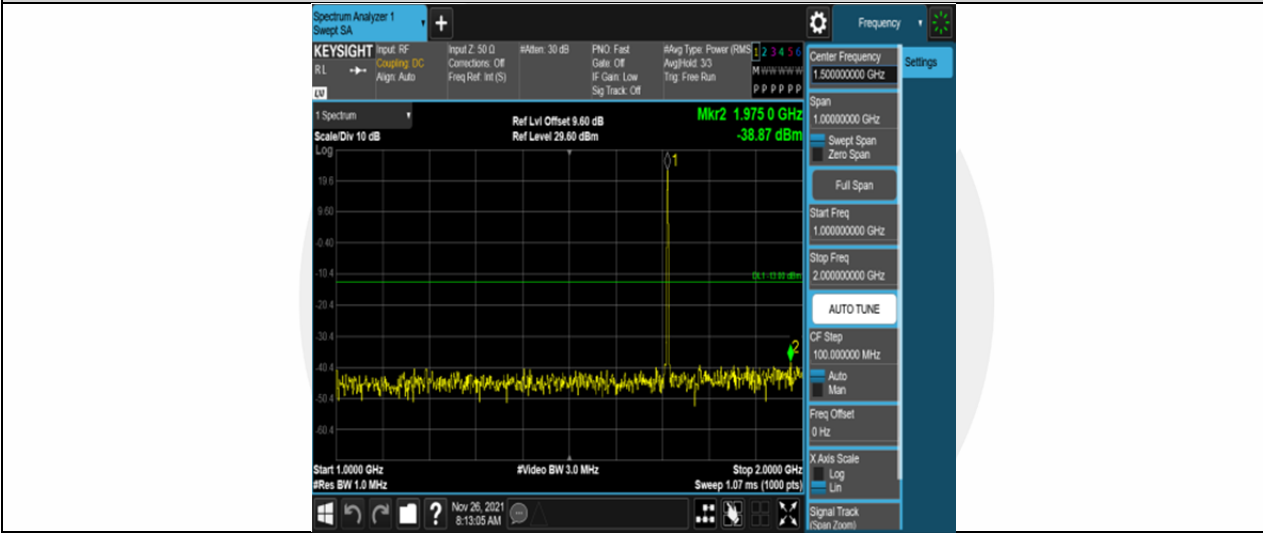 Spectrum Analyzer 1
Swept SA
+
Frequency
KEYSIGHT
RL
LV
Input: RF
Coupling: DC
Align: Auto
Input Z: 50 Ω
Corrections: Off
Freq Ref: Int (S)
#Atten: 30 dB
PNO: Fast
Gate: Off
IF Gain: Low
Sig Track: Off
#Avg Type: Power (RMS
Avg|Hold: 3/3
Trig: Free Run
1 2 3 4 5 6
M W W W W W
P P P P P P
Center Frequency
1.500000000 GHz
Settings
Span
1.00000000 GHz
Swept Span
Zero Span
Full Span
Start Freq
1.000000000 GHz
Stop Freq
2.000000000 GHz
AUTO TUNE
CF Step
100.000000 MHz
Auto
Man
Freq Offset
0 Hz
X Axis Scale
Log
Lin
Signal Track
(Span Zoom)
1 Spectrum
Scale/Div 10 dB
Log
Ref Lvl Offset 9.60 dB
Ref Level 29.60 dBm
Mkr2 1.975 0 GHz
-38.87 dBm
1
19.6
9.60
-0.40
-10.4
DL1 -13.00 dBm
-20.4
-30.4
2
-40.4
-50.4
-60.4
Start 1.0000 GHz
#Res BW 1.0 MHz
#Video BW 3.0 MHz
Stop 2.0000 GHz
Sweep 1.07 ms (1000 pts)
?
Nov 26, 2021
8:13:05 AM